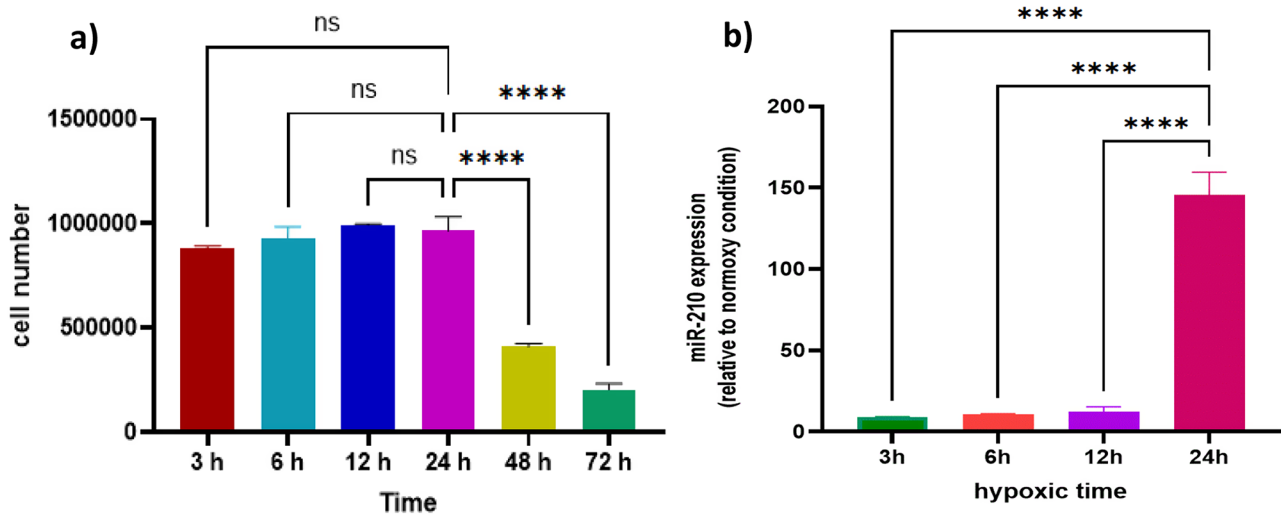 a)
ns
ns
****
ns
****
1500000
1000000
500000
0
cell number
3 h
6 h
12 h
24 h
48 h
72 h
Time
b)
****
****
****
200
150
100
50
0
miR-210 expression
(relative to normoxy condition)
3h
6h
12h
24h
hypoxic time